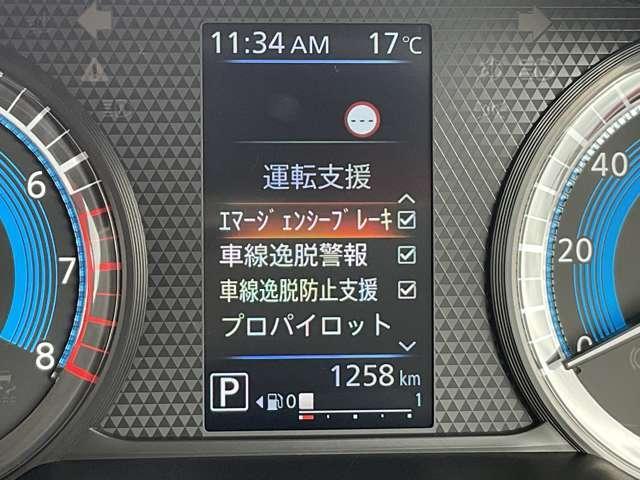 11:34 AM 17℃
---
運転支援
ｴﾏｰｼﾞｪﾝｼｰﾌﾞﾚｰｷ
車線逸脱警報
車線逸脱防止支援
プロパイロット
1258 km
P
0 1
6
7
8
40
20
0